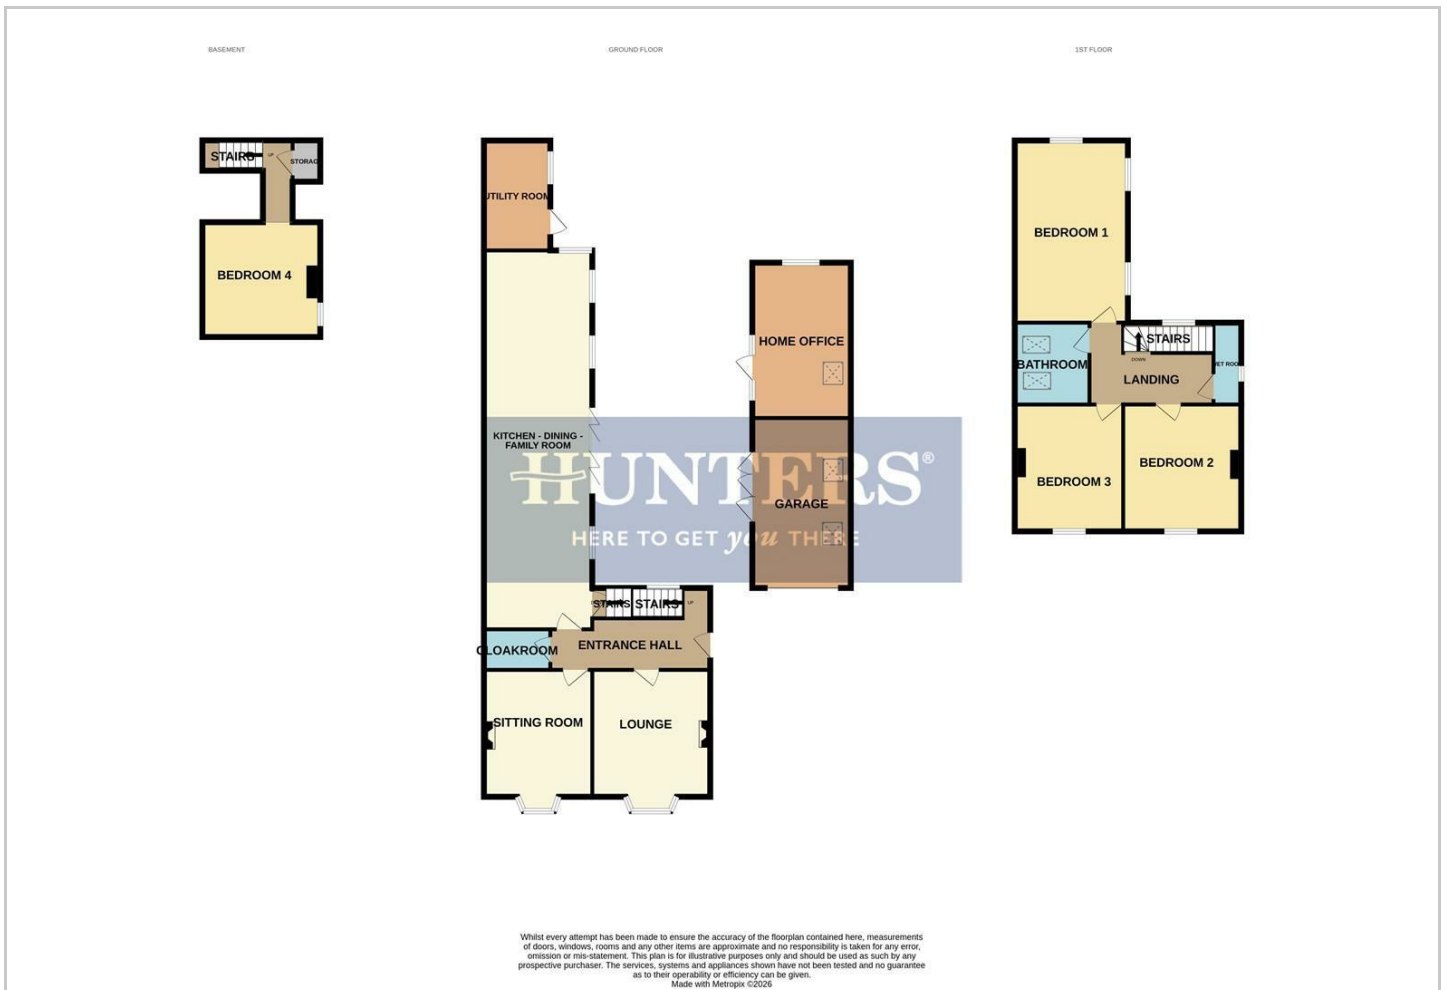 BASEMENT
GROUND FLOOR
1ST FLOOR
STAIRS
UP
STORAG
BEDROOM 4
UTILITY ROOM
KITCHEN - DINING -
FAMILY ROOM
HOME OFFICE
GARAGE
HUNTERS®
HERE TO GET you THERE
STAIRS
STAIRS
UP
CLOAKROOM
ENTRANCE HALL
SITTING ROOM
LOUNGE
BEDROOM 1
STAIRS
DOWN
BATHROOM
WET ROO
LANDING
BEDROOM 3
BEDROOM 2
Whilst every attempt has been made to ensure the accuracy of the floorplan contained here, measurements
of doors, windows, rooms and any other items are approximate and no responsibility is taken for any error,
omission or mis-statement. This plan is for illustrative purposes only and should be used as such by any
prospective purchaser. The services, systems and appliances shown have not been tested and no guarantee
as to their operability or efficiency can be given.
Made with Metropix ©2026